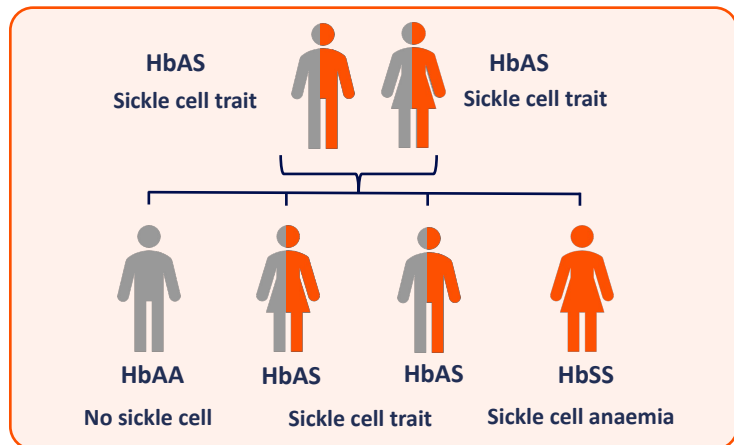 HbAS
Sickle cell trait
HbAS
Sickle cell trait
HbAA
HbAS
HbAS
HbSS
No sickle cell
Sickle cell trait
Sickle cell anaemia